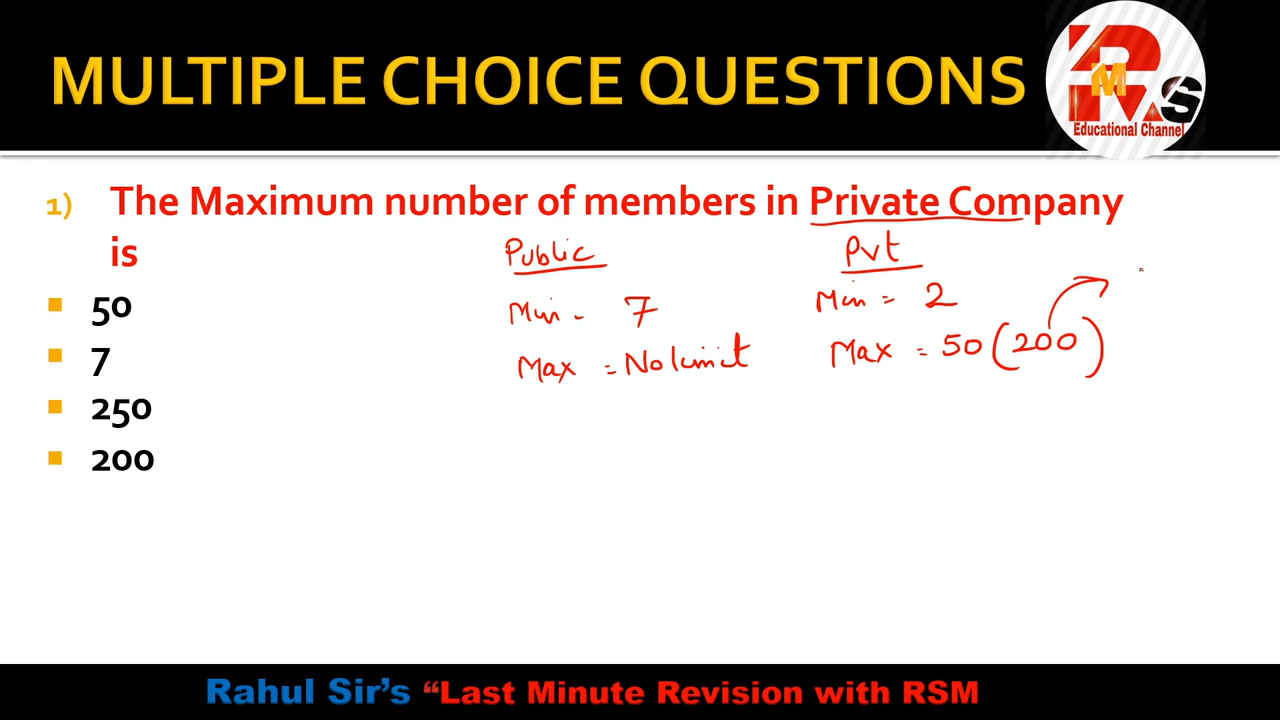 MULTIPLE CHOICE QUESTIONS
RMS
Educational Channel
1) The Maximum number of members in Private Company
is
Public Pvt
50
Min - 7 Min = 2
7
Max = No limit Max = 50 (200)
250
200
Rahul Sir's “Last Minute Revision with RSM